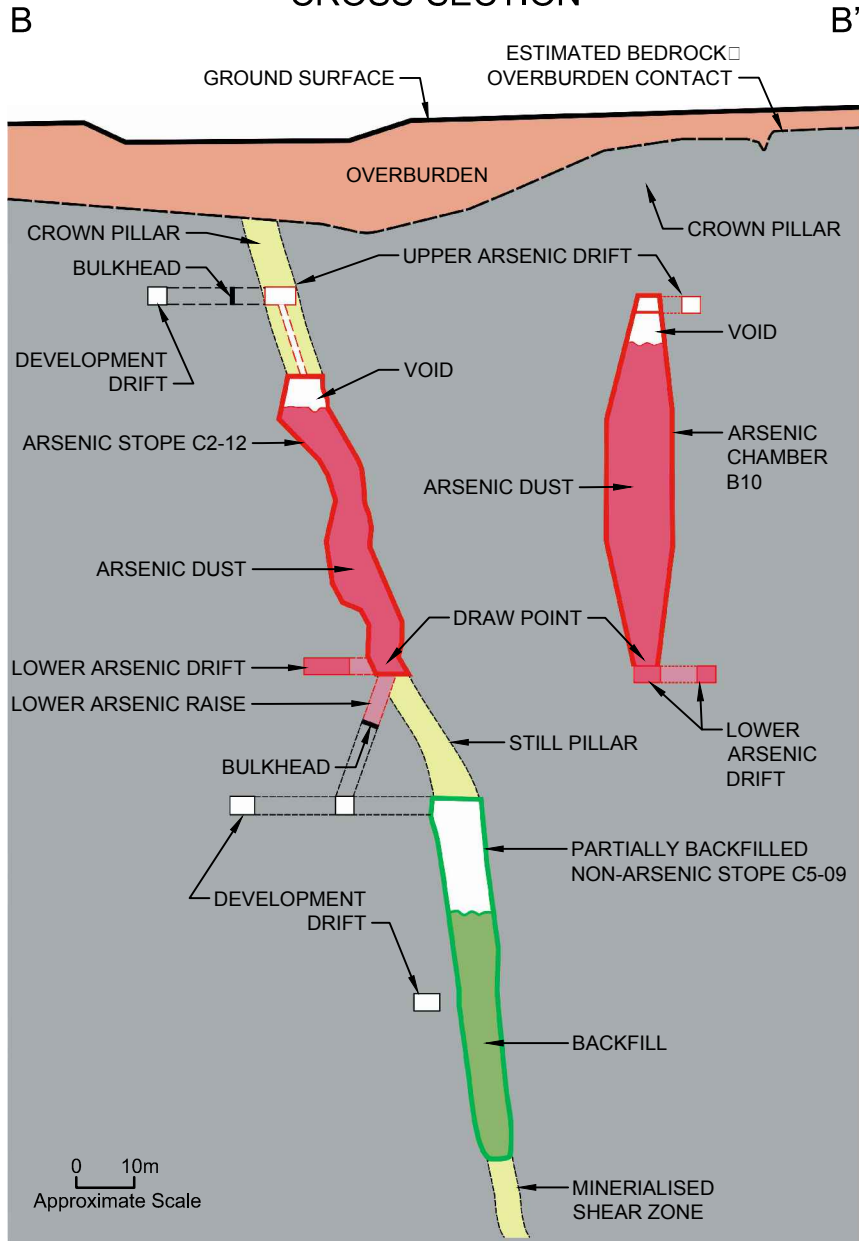 CROSS-SECTION
B
B'
ESTIMATED BEDROCK□
OVERBURDEN CONTACT
GROUND SURFACE
OVERBURDEN
CROWN PILLAR
CROWN PILLAR
BULKHEAD
UPPER ARSENIC DRIFT
DEVELOPMENT
DRIFT
VOID
VOID
ARSENIC STOPE C2-12
ARSENIC
CHAMBER
B10
ARSENIC DUST
ARSENIC DUST
DRAW POINT
LOWER ARSENIC DRIFT
LOWER ARSENIC RAISE
LOWER
ARSENIC
DRIFT
STILL PILLAR
BULKHEAD
PARTIALLY BACKFILLED
NON-ARSENIC STOPE C5-09
DEVELOPMENT
DRIFT
BACKFILL
0 10m
Approximate Scale
MINERIALISED
SHEAR ZONE